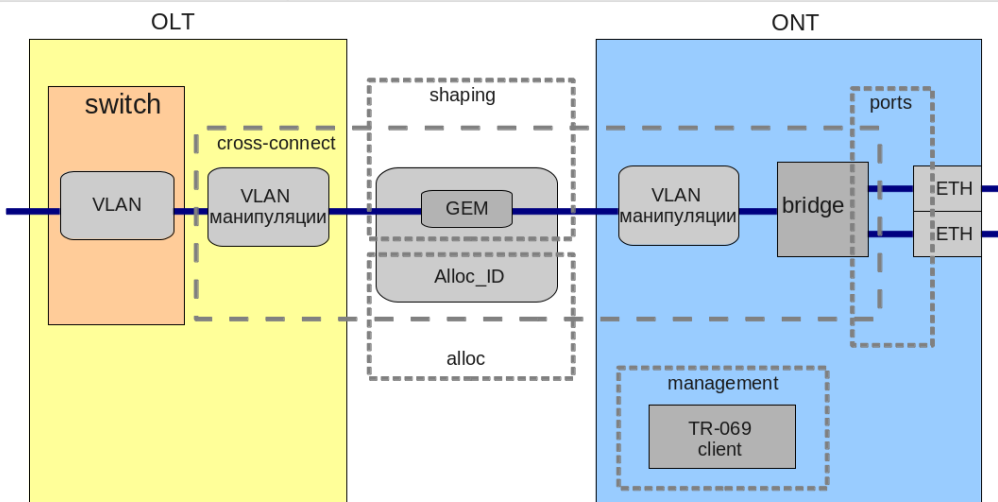 OLT
ONT
switch
shaping
ports
cross-connect
VLAN
VLAN
манипуляции
GEM
VLAN
манипуляции
bridge
ETH
ETH
Alloc_ID
alloc
management
TR-069
client